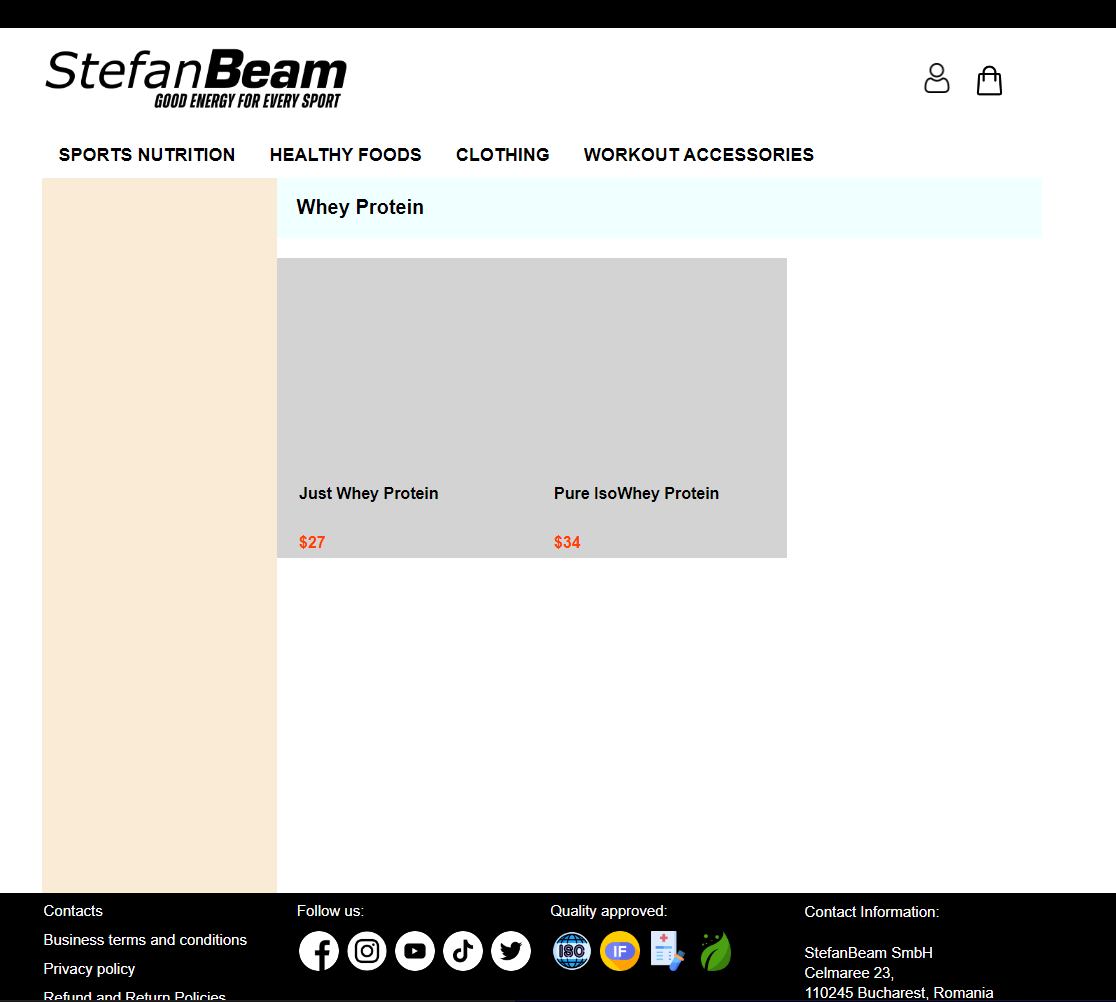 StefanBeam
GOOD ENERGY FOR EVERY SPORT
SPORTS NUTRITION HEALTHY FOODS CLOTHING WORKOUT ACCESSORIES
Whey Protein
Just Whey Protein
$27
Pure IsoWhey Protein
$34
Contacts
Business terms and conditions
Privacy policy
Refund and Return Policies
Follow us:
Quality approved:
ISO
IF
Contact Information:
StefanBeam SmbH
Celmaree 23,
110245 Bucharest, Romania